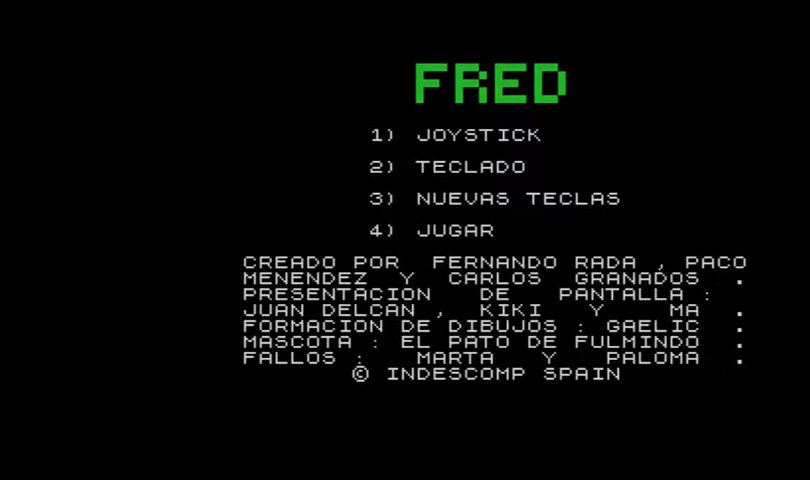 FRED
1) JOYSTICK
2) TECLADO
3) NUEVAS TECLAS
4) JUGAR
CREADO POR FERNANDO RADA , PACO
MENENDEZ Y CARLOS GRANADOS .
PRESENTACION DE PANTALLA :
JUAN DELCAN , KIKI Y MA .
FORMACION DE DIBUJOS : GAELIC .
MASCOTA : EL PATO DE FULMINDO .
FALLOS : MARTA Y PALOMA .
© INDESCOMP SPAIN